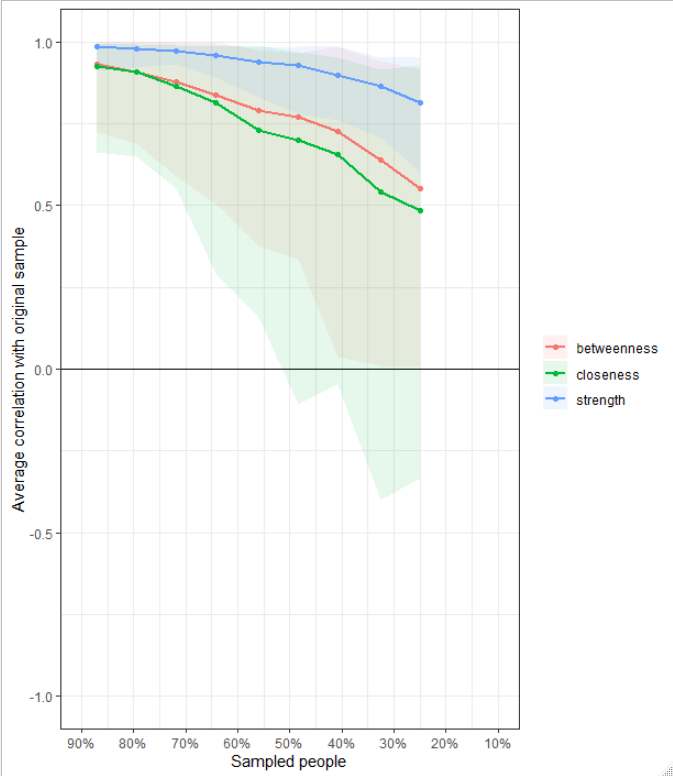 1.0
0.5
0.0
-0.5
-1.0
Average correlation with original sample
90% 80% 70% 60% 50% 40% 30% 20% 10%
Sampled people
betweenness
closeness
strength